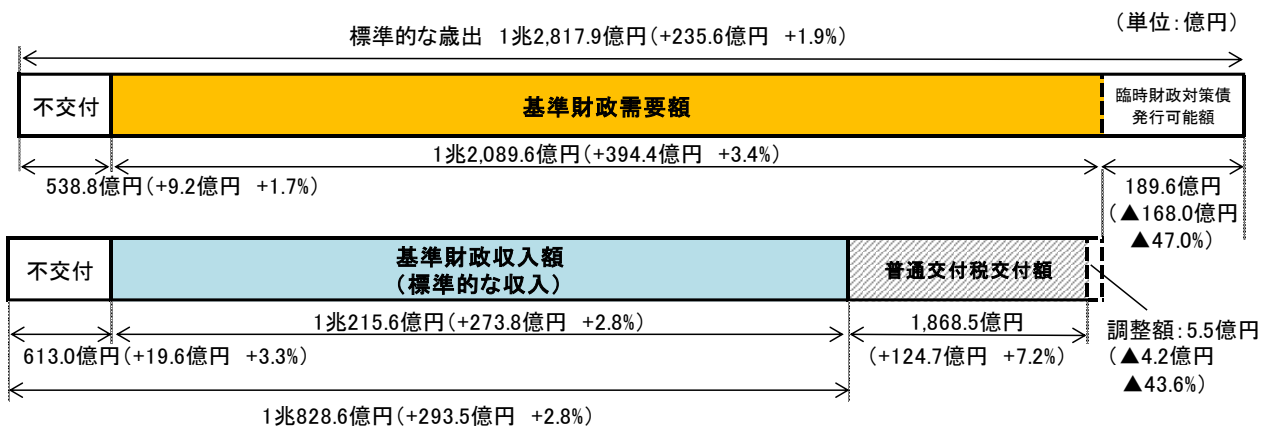 (単位:億円)
標準的な歳出 1兆2,817.9億円(+235.6億円 +1.9%)
不交付
基準財政需要額
臨時財政対策債
発行可能額
1兆2,089.6億円(+394.4億円 +3.4%)
538.8億円(+9.2億円 +1.7%)
189.6億円
(▲168.0億円
▲47.0%)
不交付
基準財政収入額
(標準的な収入)
普通交付税交付額
1兆215.6億円(+273.8億円 +2.8%)
1,868.5億円
613.0億円(+19.6億円 +3.3%)
(+124.7億円 +7.2%)
調整額:5.5億円
(▲4.2億円
▲43.6%)
1兆828.6億円(+293.5億円 +2.8%)